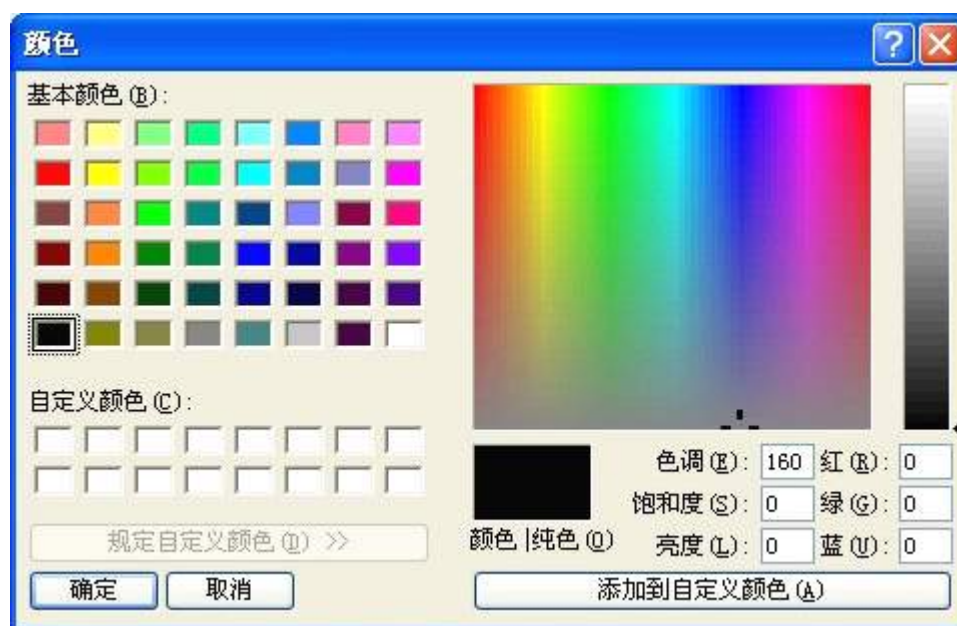 颜色
基本颜色(B):
自定义颜色(C):
规定自定义颜色(D) >>
确定 取消
颜色|纯色(O)
色调(E): 160 红(R): 0
饱和度(S): 0 绿(G): 0
亮度(L): 0 蓝(U): 0
添加到自定义颜色(A)